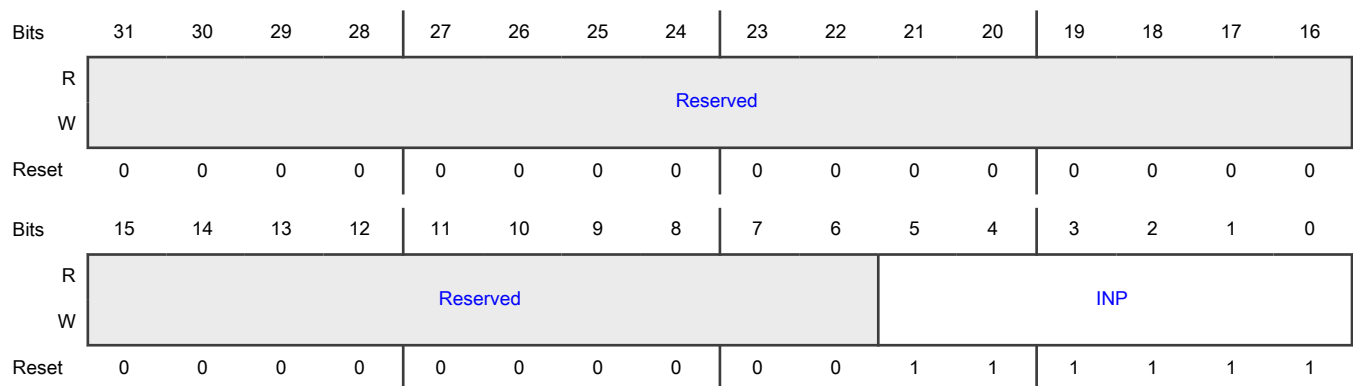 Bits 31 30 29 28 27 26 25 24 23 22 21 20 19 18 17 16
R
Reserved
W
Reset 0 0 0 0 0 0 0 0 0 0 0 0 0 0 0 0
Bits 15 14 13 12 11 10 9 8 7 6 5 4 3 2 1 0
R
Reserved INP
W
Reset 0 0 0 0 0 0 0 0 0 0 1 1 1 1 1 1